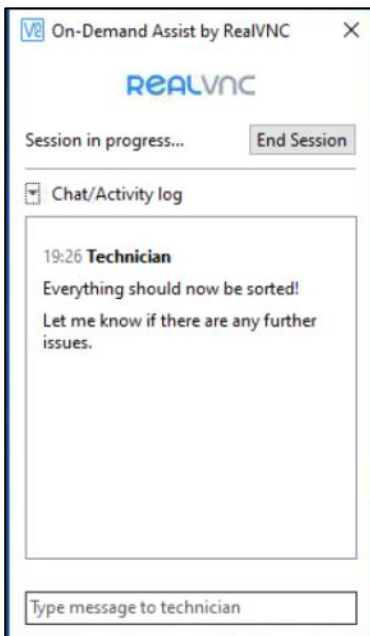 V2 On-Demand Assist by RealVNC
REALVNC
Session in progress... End Session
Chat/Activity log
19:26 Technician
Everything should now be sorted!
Let me know if there are any further
issues.
Type message to technician